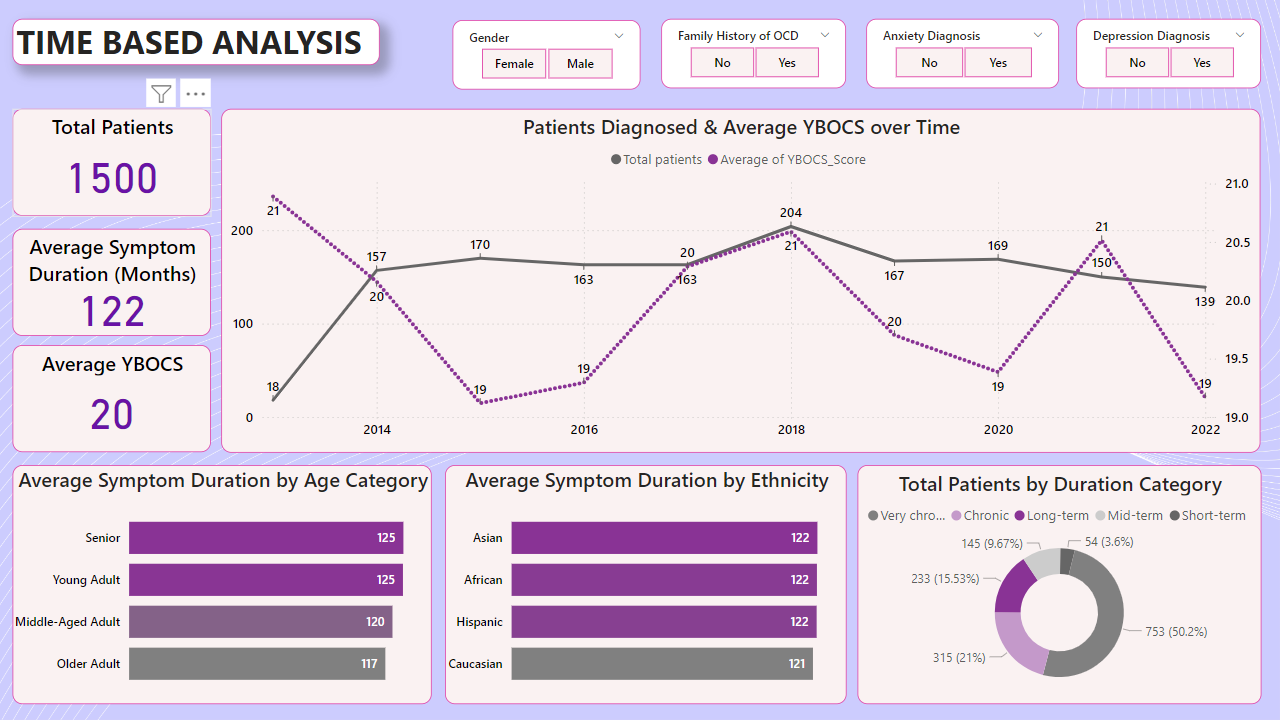 TIME BASED ANALYSIS
Gender
Female Male
Family History of OCD
No Yes
Anxiety Diagnosis
No Yes
Depression Diagnosis
No Yes
Total Patients
1500
Average Symptom
Duration (Months)
122
Average YBOCS
20
Patients Diagnosed & Average YBOCS over Time
Total patients Average of YBOCS_Score
200
100
0
21.0
20.5
20.0
19.5
19.0
18 157 170 163 163 204 167 169 150 139
21 20 19 19 20 21 20 19 21 19
2014 2016 2018 2020 2022
Average Symptom Duration by Age Category
Senior 125
Young Adult 125
Middle-Aged Adult 120
Older Adult 117
Average Symptom Duration by Ethnicity
Asian 122
African 122
Hispanic 122
Caucasian 121
Total Patients by Duration Category
Very chro... Chronic Long-term Mid-term Short-term
54 (3.6%)
145 (9.67%)
233 (15.53%)
315 (21%)
753 (50.2%)